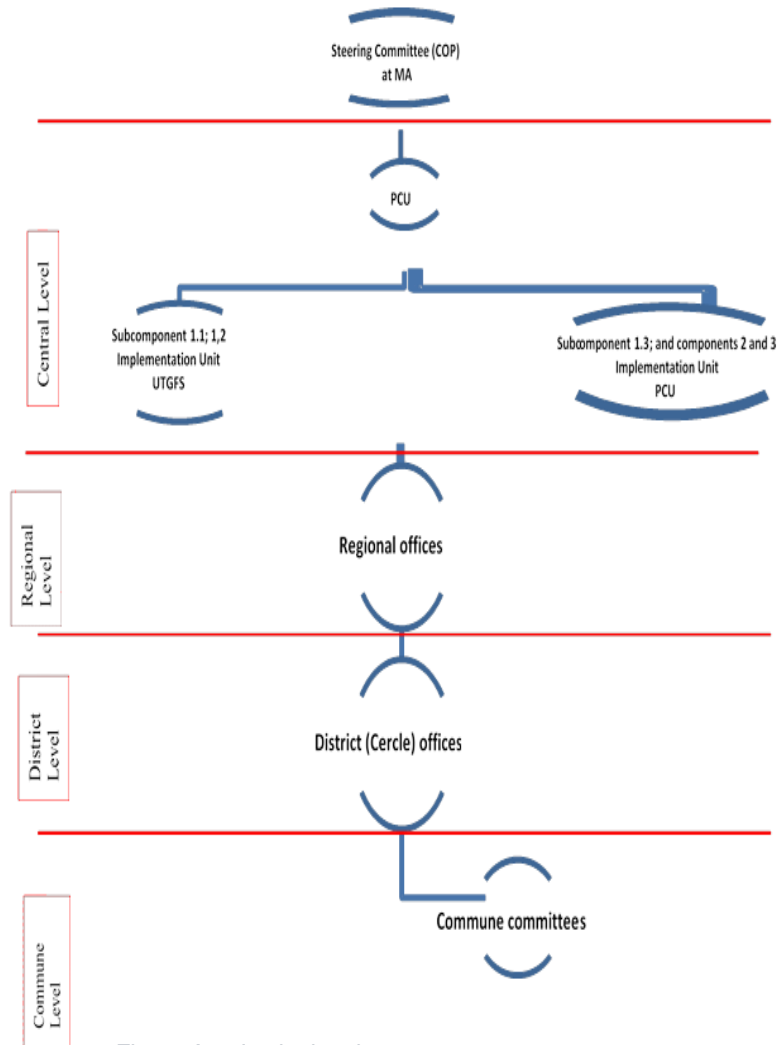 Steering Committee (COP)
at MA
PCU
Central Level
Subcomponent 1.1; 1,2
Implementation Unit
UTGFS
Subcomponent 1.3; and components 2 and 3
Implementation Unit
PCU
Regional
Level
Regional offices
District
Level
District (Cercle) offices
Commune
Level
Commune committees